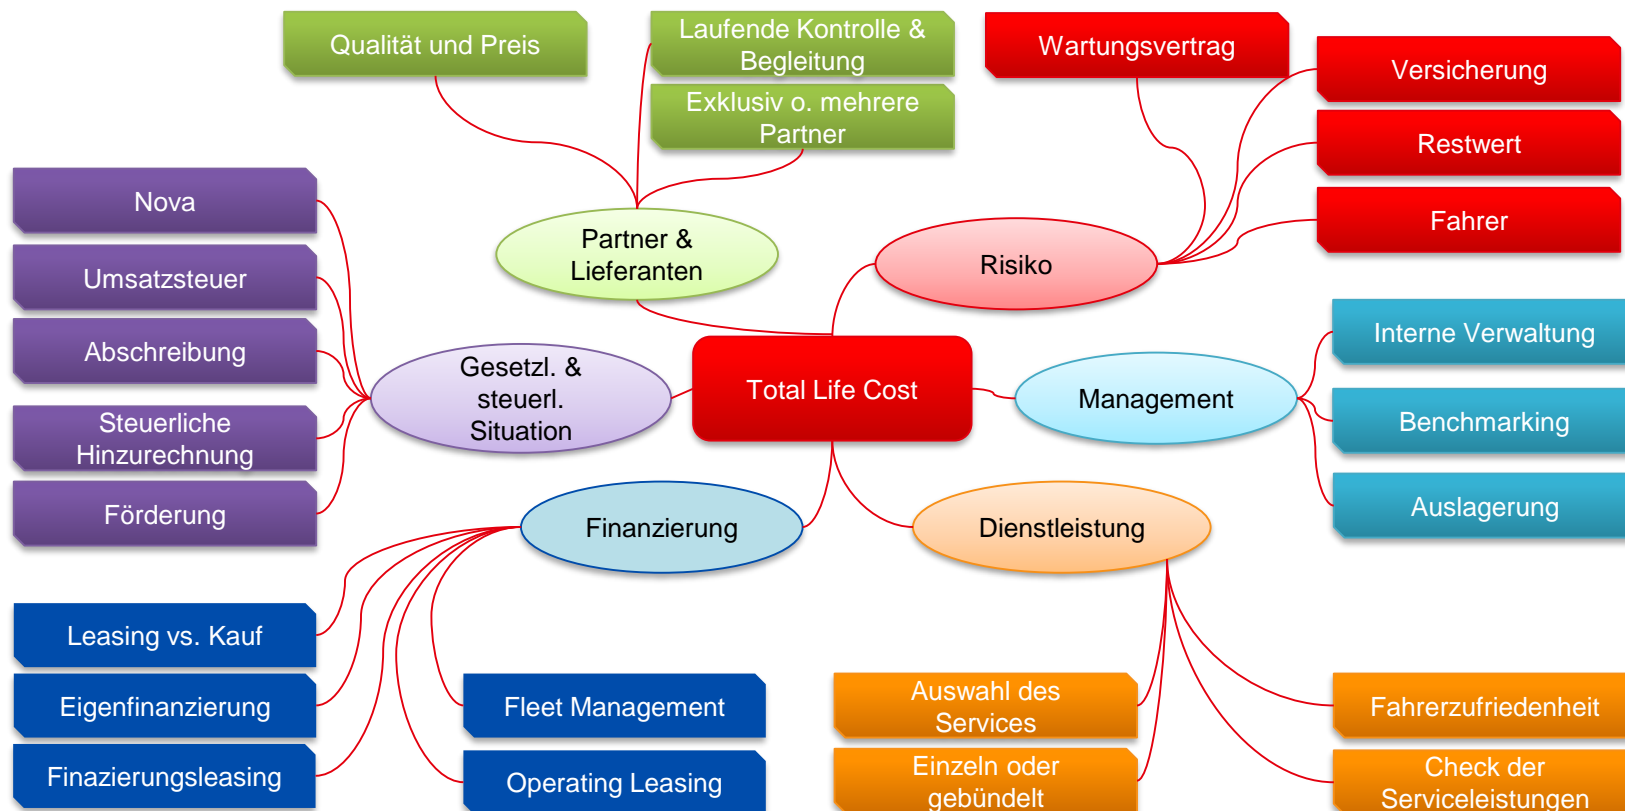 Qualität und Preis
Laufende Kontrolle &
Begleitung
Exklusiv o. mehrere
Partner
Wartungsvertrag
Versicherung
Restwert
Fahrer
Nova
Umsatzsteuer
Abschreibung
Steuerliche
Hinzurechnung
Förderung
Partner &
Lieferanten
Risiko
Gesetzl. &
steuerl.
Situation
Total Life Cost
Management
Interne Verwaltung
Benchmarking
Auslagerung
Finanzierung
Dienstleistung
Leasing vs. Kauf
Eigenfinanzierung
Finazierungsleasing
Fleet Management
Operating Leasing
Auswahl des
Services
Einzeln oder
gebündelt
Fahrerzufriedenheit
Check der
Serviceleistungen